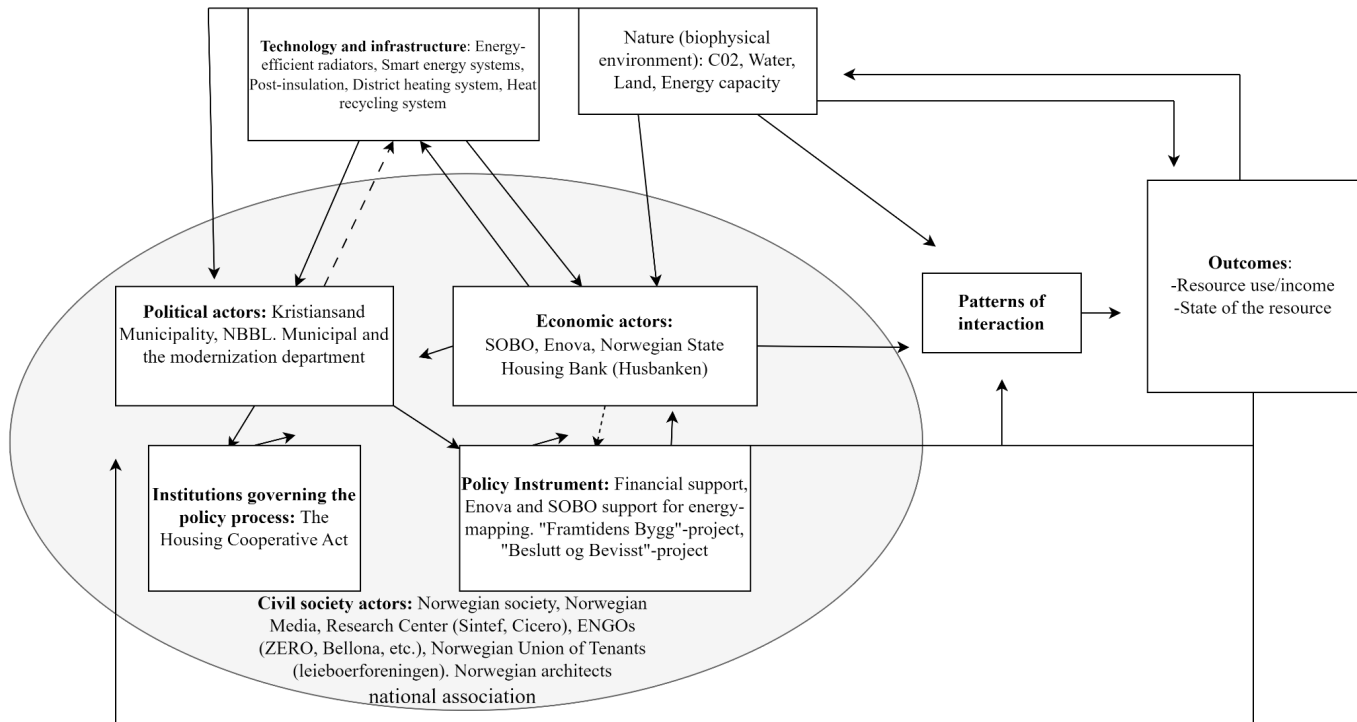 Technology and infrastructure: Energy-
efficient radiators, Smart energy systems,
Post-insulation, District heating system, Heat
recycling system
Nature (biophysical
environment): C02, Water,
Land, Energy capacity
Political actors: Kristiansand
Municipality, NBBL. Municipal and
the modernization department
Economic actors:
SOBO, Enova, Norwegian State
Housing Bank (Husbanken)
Patterns of
interaction
Outcomes:
-Resource use/income
-State of the resource
Institutions governing the
policy process: The
Housing Cooperative Act
Policy Instrument: Financial support,
Enova and SOBO support for energy-
mapping. "Framtidens Bygg"-project,
"Beslutt og Bevisst"-project
Civil society actors: Norwegian society, Norwegian
Media, Research Center (Sintef, Cicero), ENGOs
(ZERO, Bellona, etc.), Norwegian Union of Tenants
(leieboerforeningen). Norwegian architects
national association